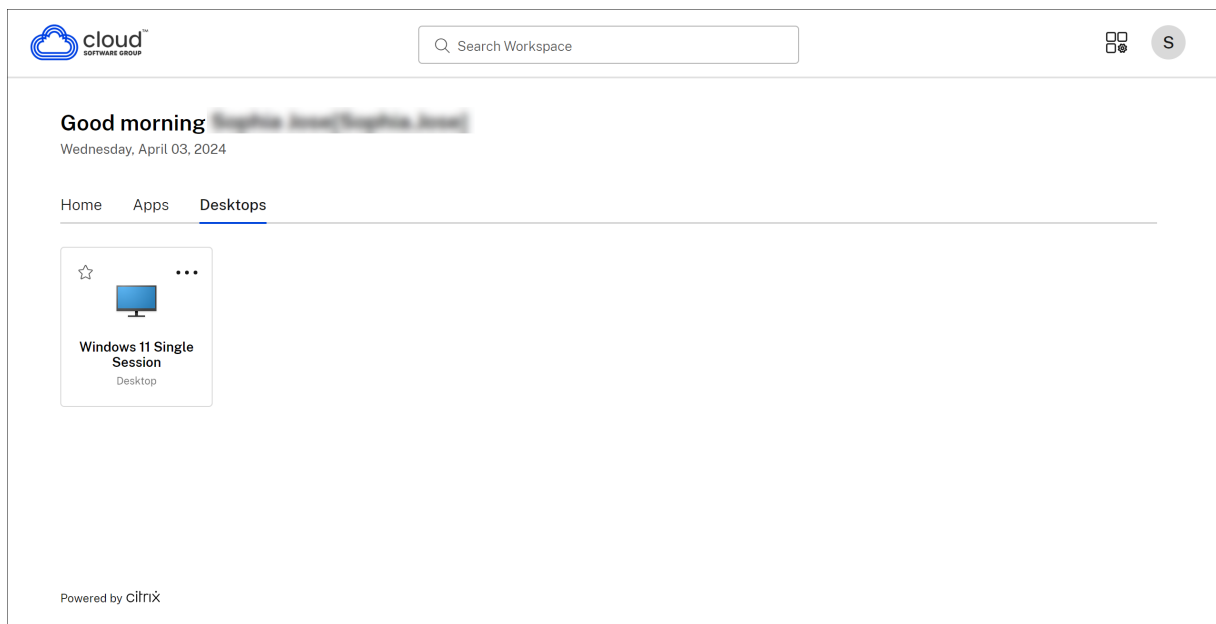 cloud™
SOFTWARE GROUP
Search Workspace
S
Good morning
Wednesday, April 03, 2024
Home Apps Desktops
Windows 11 Single
Session
Desktop
Powered by citrix